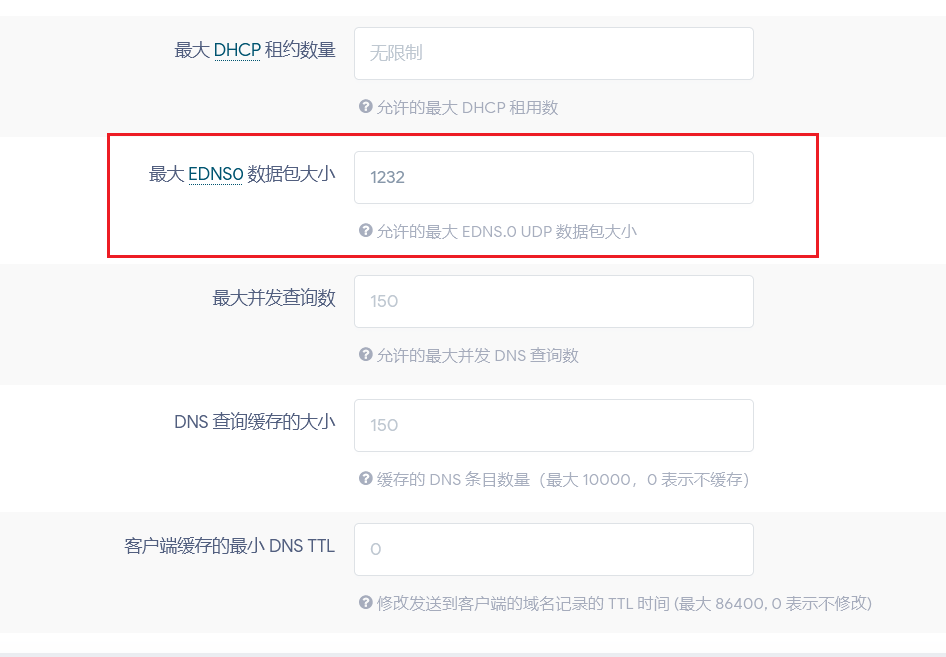 最大 DHCP 租约数量
无限制
允许的最大 DHCP 租用数
最大 EDNS0 数据包大小
1232
允许的最大 EDNS.0 UDP 数据包大小
最大并发查询数
150
允许的最大并发 DNS 查询数
DNS 查询缓存的大小
150
缓存的 DNS 条目数量（最大 10000，0 表示不缓存）
客户端缓存的最小 DNS TTL
0
修改发送到客户端的域名记录的 TTL 时间 (最大 86400, 0 表示不修改)